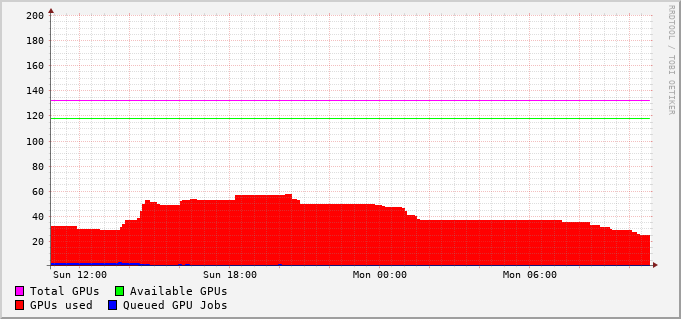 200
180
160
140
120
100
80
60
40
20
Sun 12:00 Sun 18:00 Mon 00:00 Mon 06:00
Total GPUs Available GPUs
GPUs used Queued GPU Jobs
RRDTOOL / TOBI OETIKER